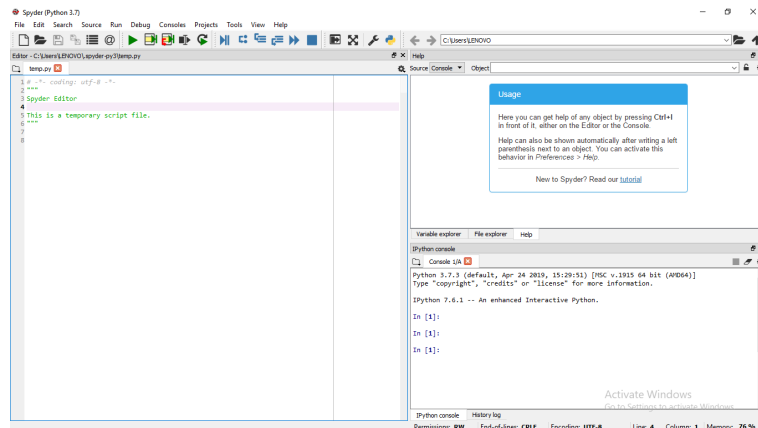 Spyder (Python 3.7)
File Edit Search Source Run Debug Consoles Projects Tools View Help
C:\Users\LENOVO
Editor - C:\Users\LENOVO\.spyder-py3\temp.py
temp.py
1 # -*- coding: utf-8 -*-
2 """
3 Spyder Editor
4
5 This is a temporary script file.
6 """
7
8
Help
Source Console Object
Usage
Here you can get help of any object by pressing Ctrl+I
in front of it, either on the Editor or the Console.
Help can also be shown automatically after writing a left
parenthesis next to an object. You can activate this
behavior in Preferences > Help.
New to Spyder? Read our tutorial
Variable explorer File explorer Help
IPython console
Console 1/A
Python 3.7.3 (default, Apr 24 2019, 15:29:51) [MSC v.1915 64 bit (AMD64)]
Type "copyright", "credits" or "license" for more information.
IPython 7.6.1 -- An enhanced Interactive Python.
In [1]:
In [1]:
In [1]:
Activate Windows
Go to Settings to activate Windows.
IPython console History log
Permissions: RW End-of-lines: CRLF Encoding: UTF-8 Line: 4 Column: 1 Memory: 76 %